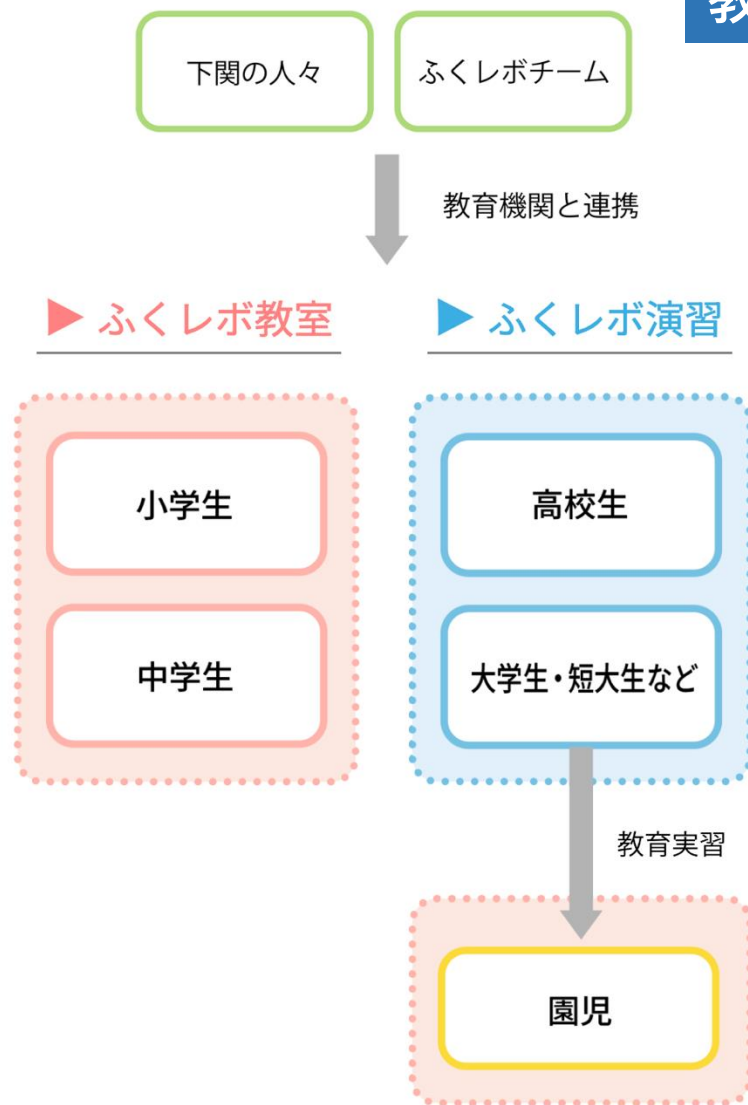 教
下関の人々
ふくレボチーム
教育機関と連携
▶ ふくレボ教室
▶ ふくレボ演習
小学生
高校生
中学生
大学生・短大生など
教育実習
園児